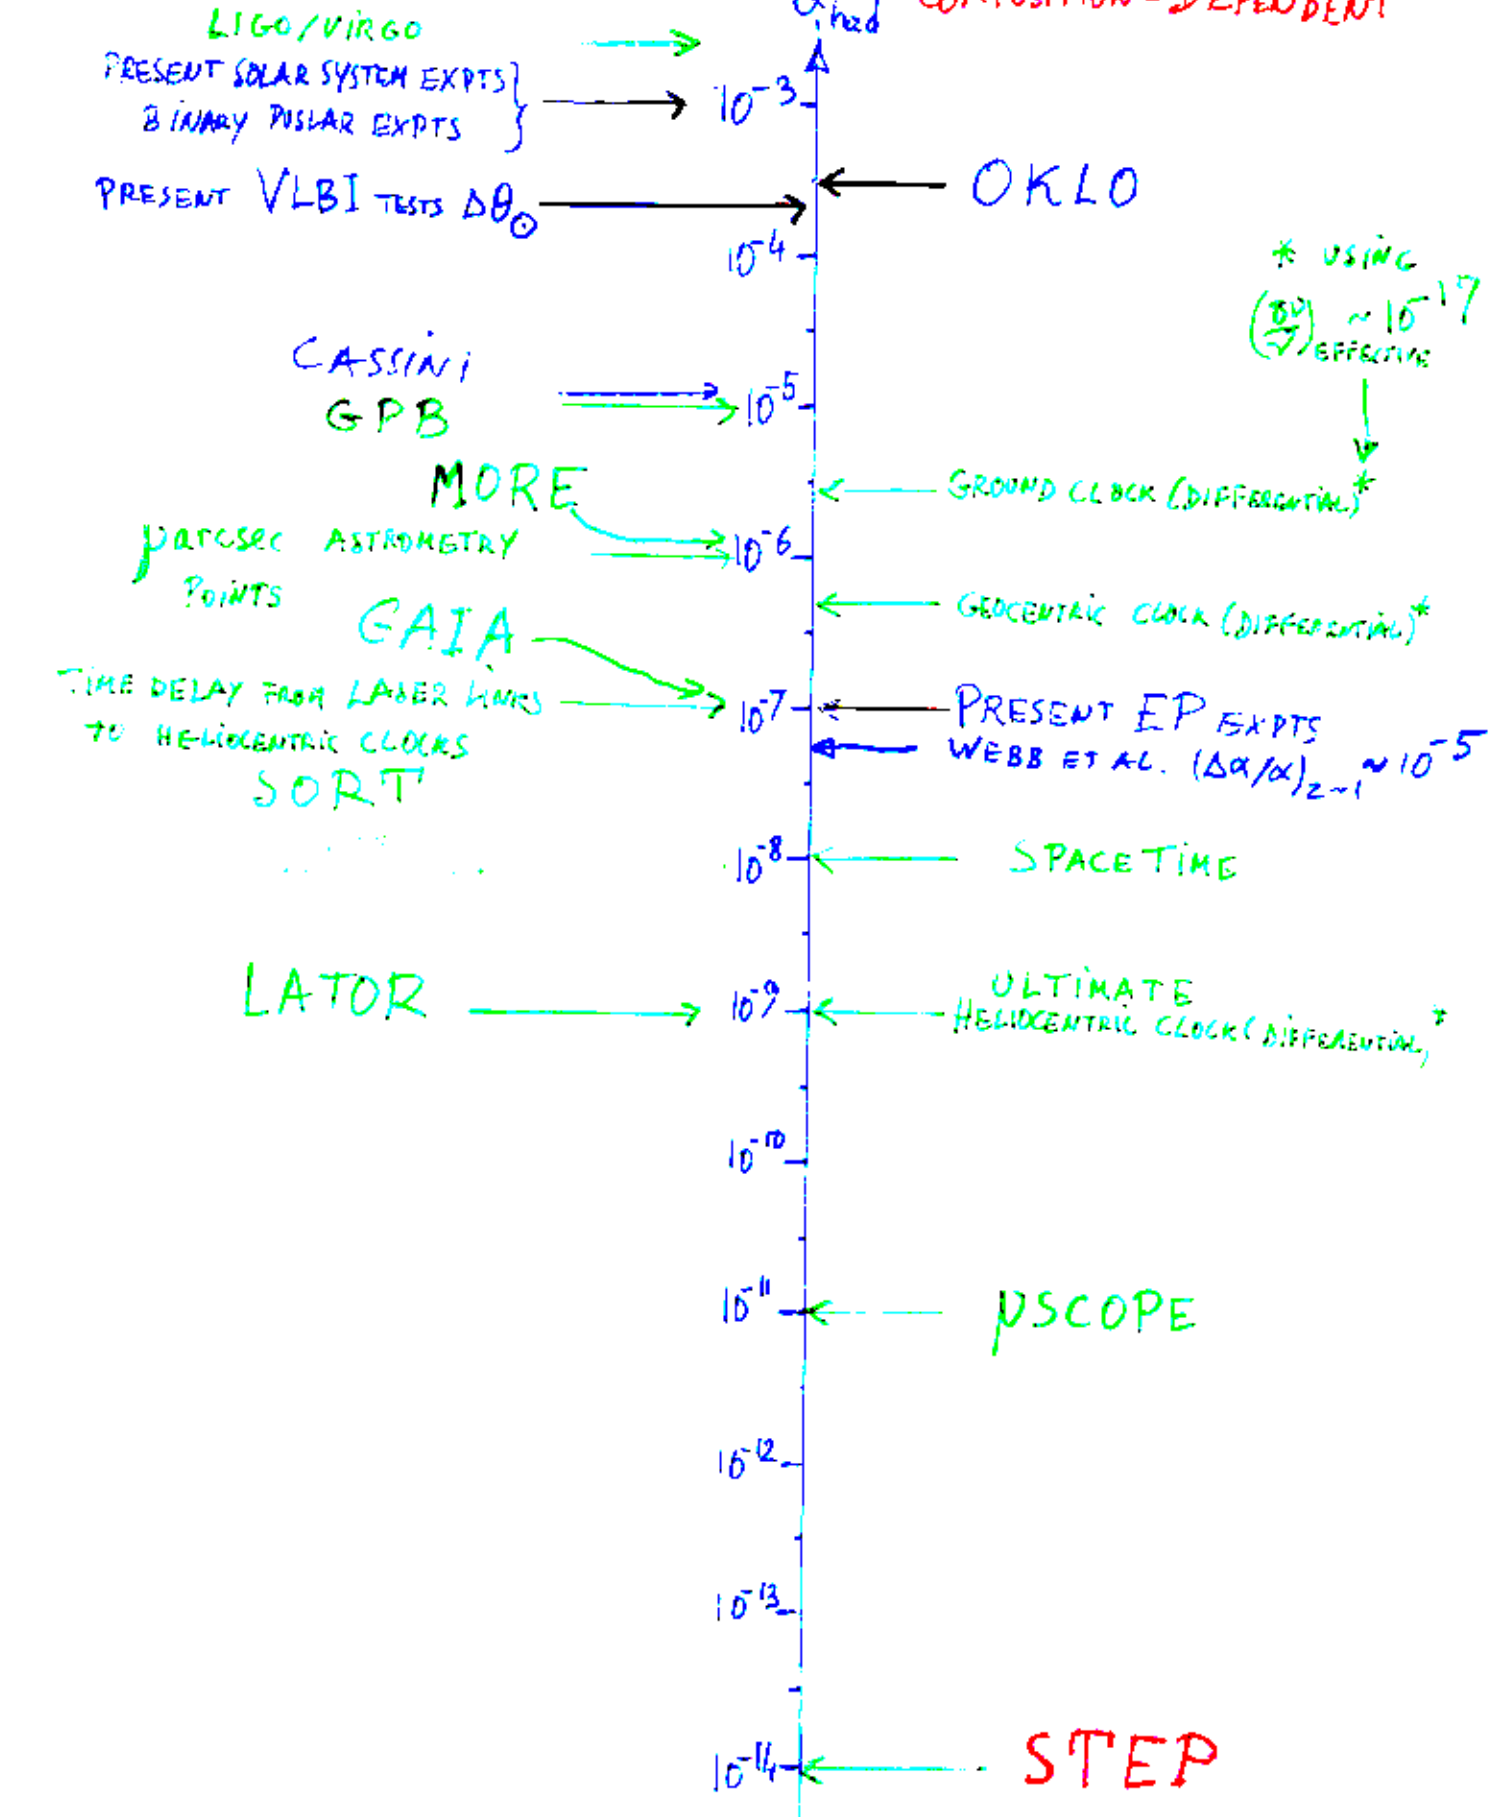 α²had COMPOSITION-DEPENDENT
LIGO/VIRGO
PRESENT SOLAR SYSTEM EXPTS
BINARY PUSLAR EXPTS
10⁻³
OKLO
PRESENT VLBI TESTS Δθ⊙
10⁻⁴
* USING
(δν/ν)EFFECTIVE ~ 10⁻¹⁷
CASSINI
GPB
10⁻⁵
MORE
GROUND CLOCK (DIFFERENTIAL)*
µarcsec ASTROMETRY
POINTS
10⁻⁶
GEOCENTRIC CLOCK (DIFFERENTIAL)*
GAIA
TIME DELAY FROM LASER LINKS
TO HELIOCENTRIC CLOCKS
SORT
10⁻⁷
PRESENT EP EXPTS
WEBB ET AL. (Δα/α)z~1 ~ 10⁻⁵
10⁻⁸
SPACETIME
LATOR
10⁻⁹
ULTIMATE
HELIOCENTRIC CLOCK (DIFFERENTIAL)*
10⁻¹⁰
10⁻¹¹
µSCOPE
10⁻¹²
10⁻¹³
10⁻¹⁴
STEP